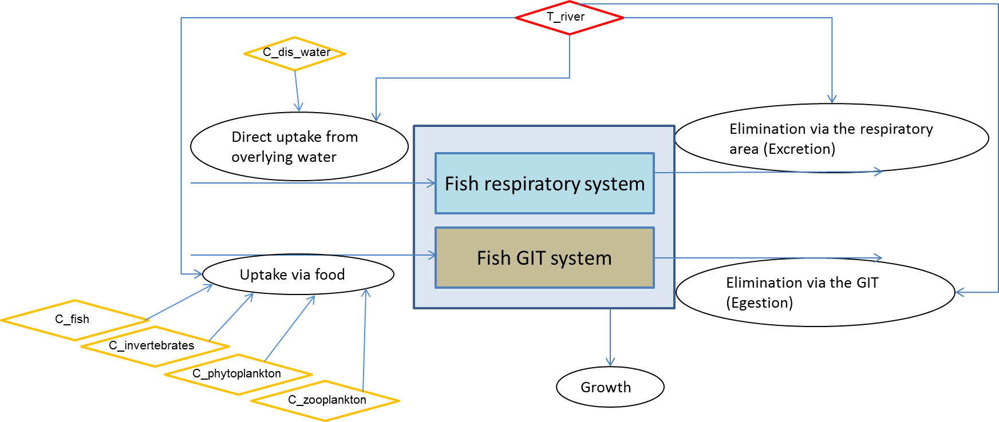 T_river
C_dis_water
Direct uptake from
overlying water
Elimination via the respiratory
area (Excretion)
Fish respiratory system
Fish GIT system
Uptake via food
Elimination via the GIT
(Egestion)
C_fish
C_invertebrates
C_phytoplankton
C_zooplankton
Growth